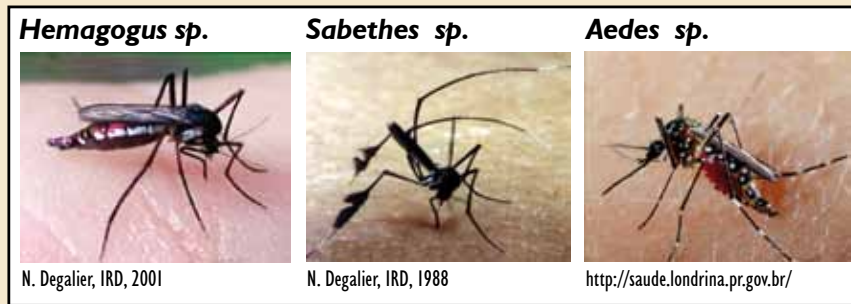 Hemagogus sp.
Sabethes sp.
Aedes sp.
N. Degalier, IRD, 2001
N. Degalier, IRD, 1988
http://saude.londrina.pr.gov.br/